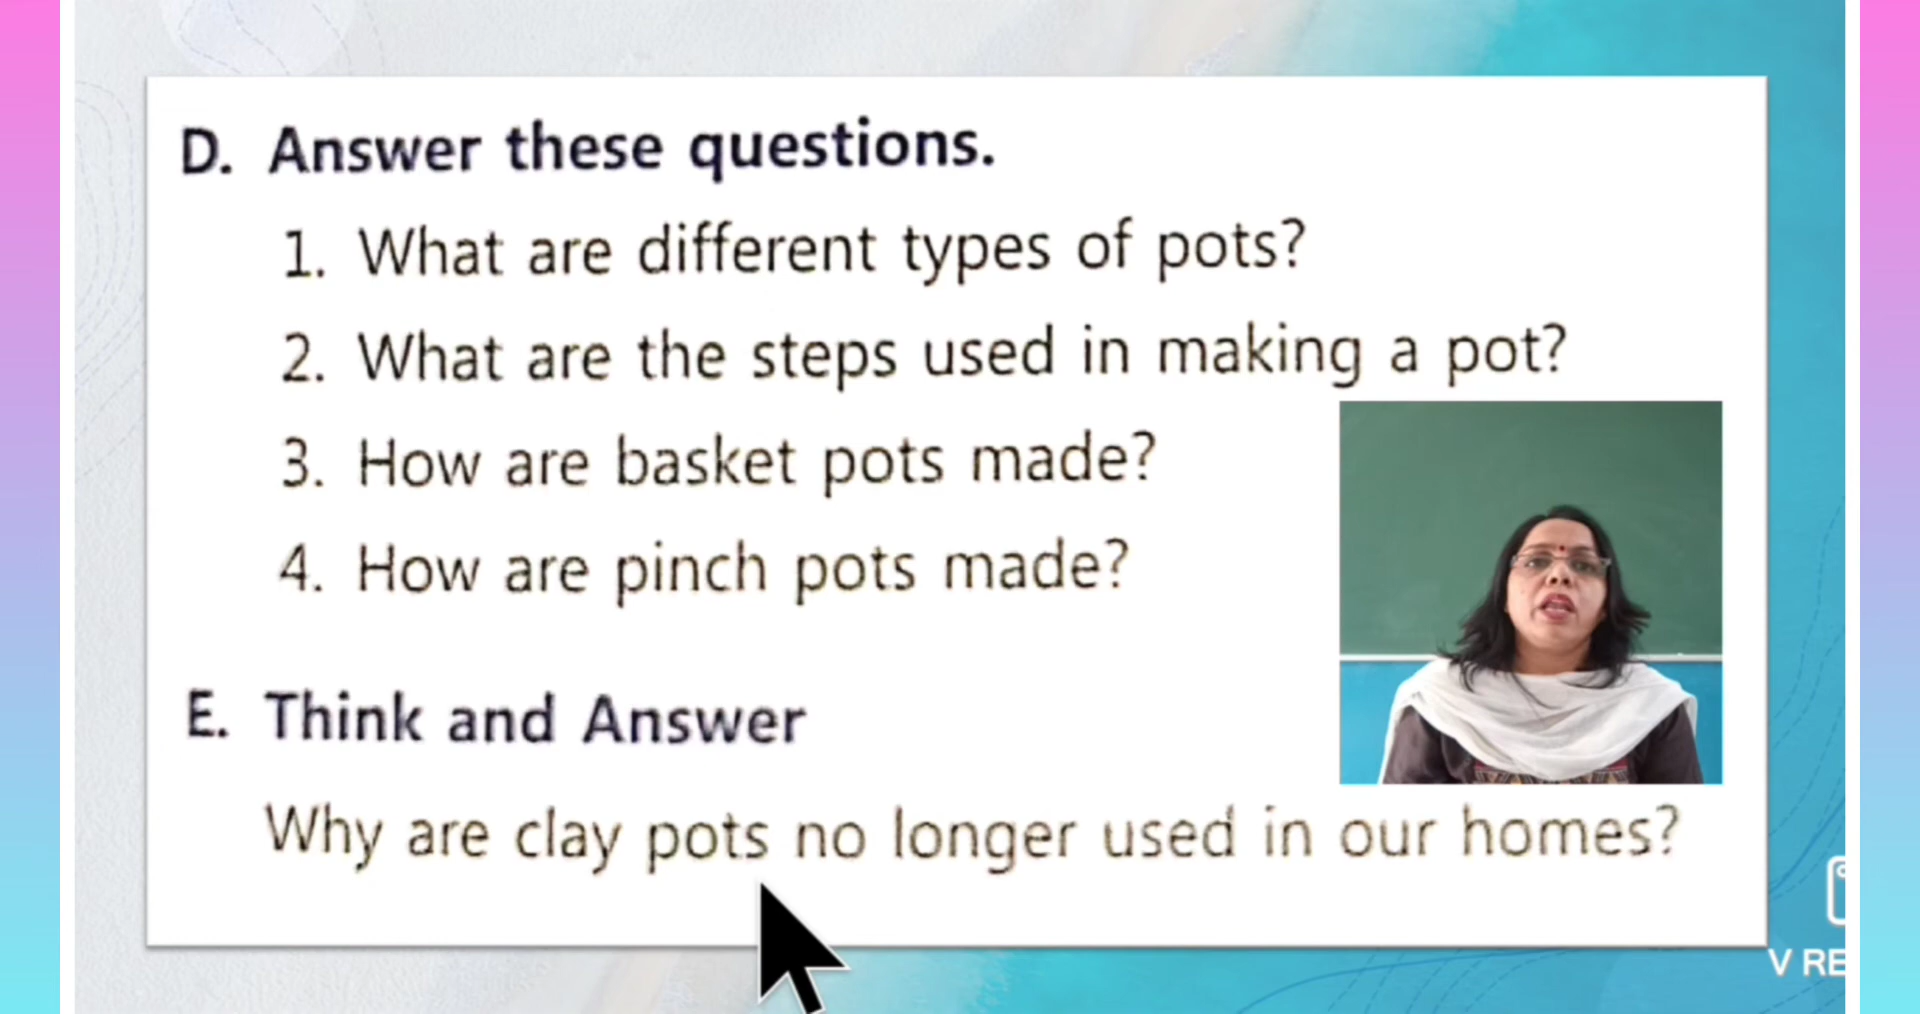 D. Answer these questions.
1. What are different types of pots?
2. What are the steps used in making a pot?
3. How are basket pots made?
4. How are pinch pots made?
E. Think and Answer
Why are clay pots no longer used in our homes?